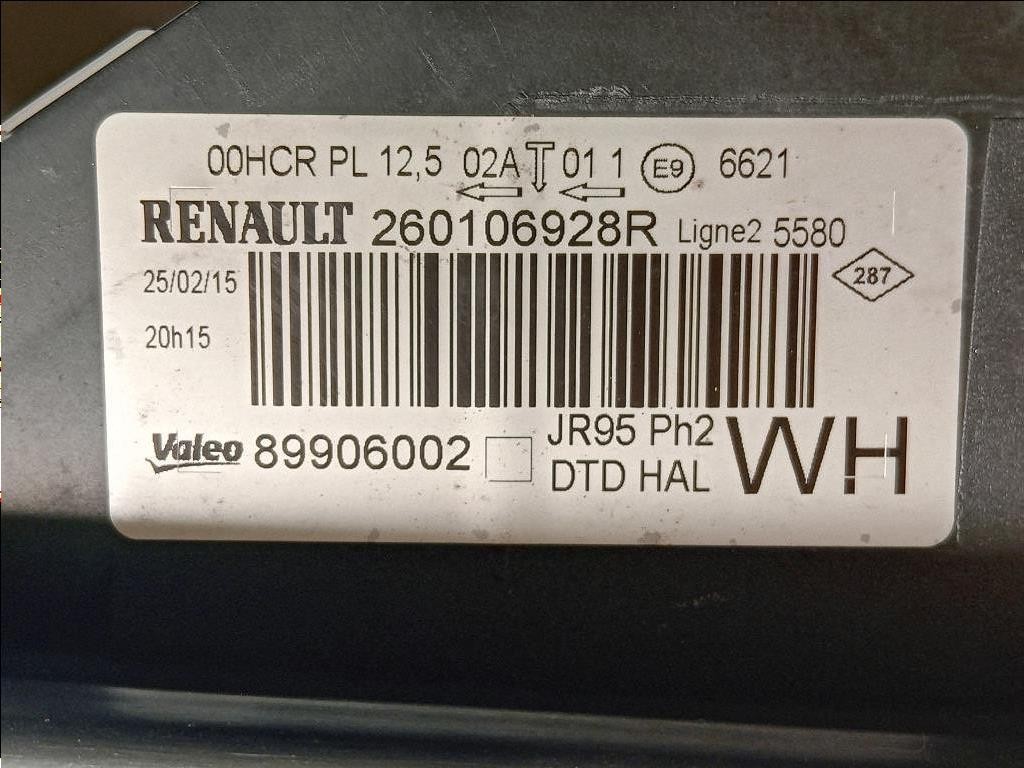 00HCR PL 12,5 02A 01 1 E9 6621
RENAULT 260106928R Ligne2 5580
25/02/15
287
20h15
Valeo 89906002
JR95 Ph2
DTD HAL
WH